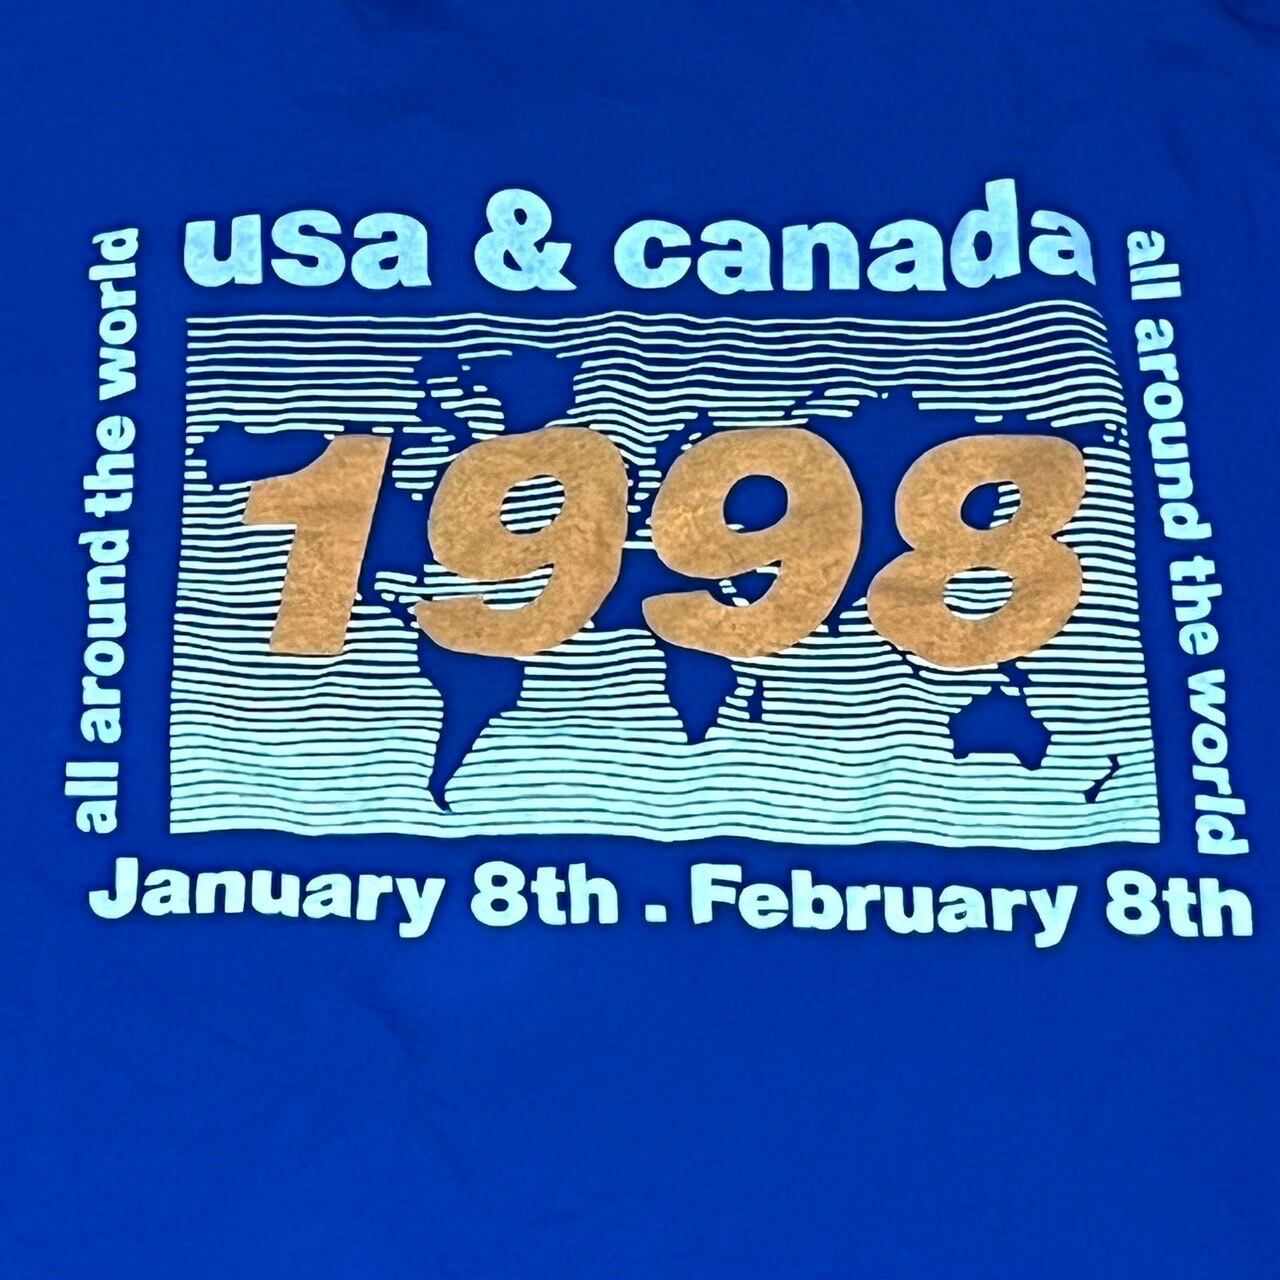 usa & canada
all around the world
1998
all around the world
January 8th . February 8th